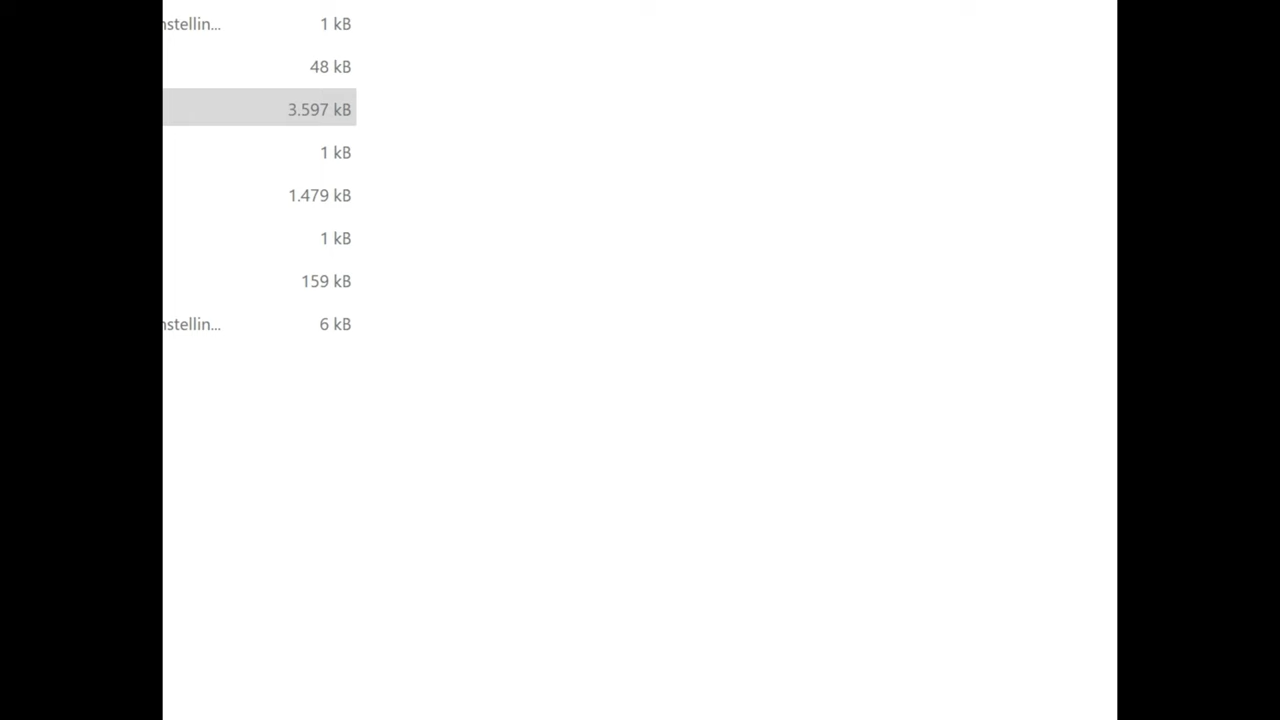 nstellin... 1 kB
48 kB
3.597 kB
1 kB
1.479 kB
1 kB
159 kB
nstellin... 6 kB